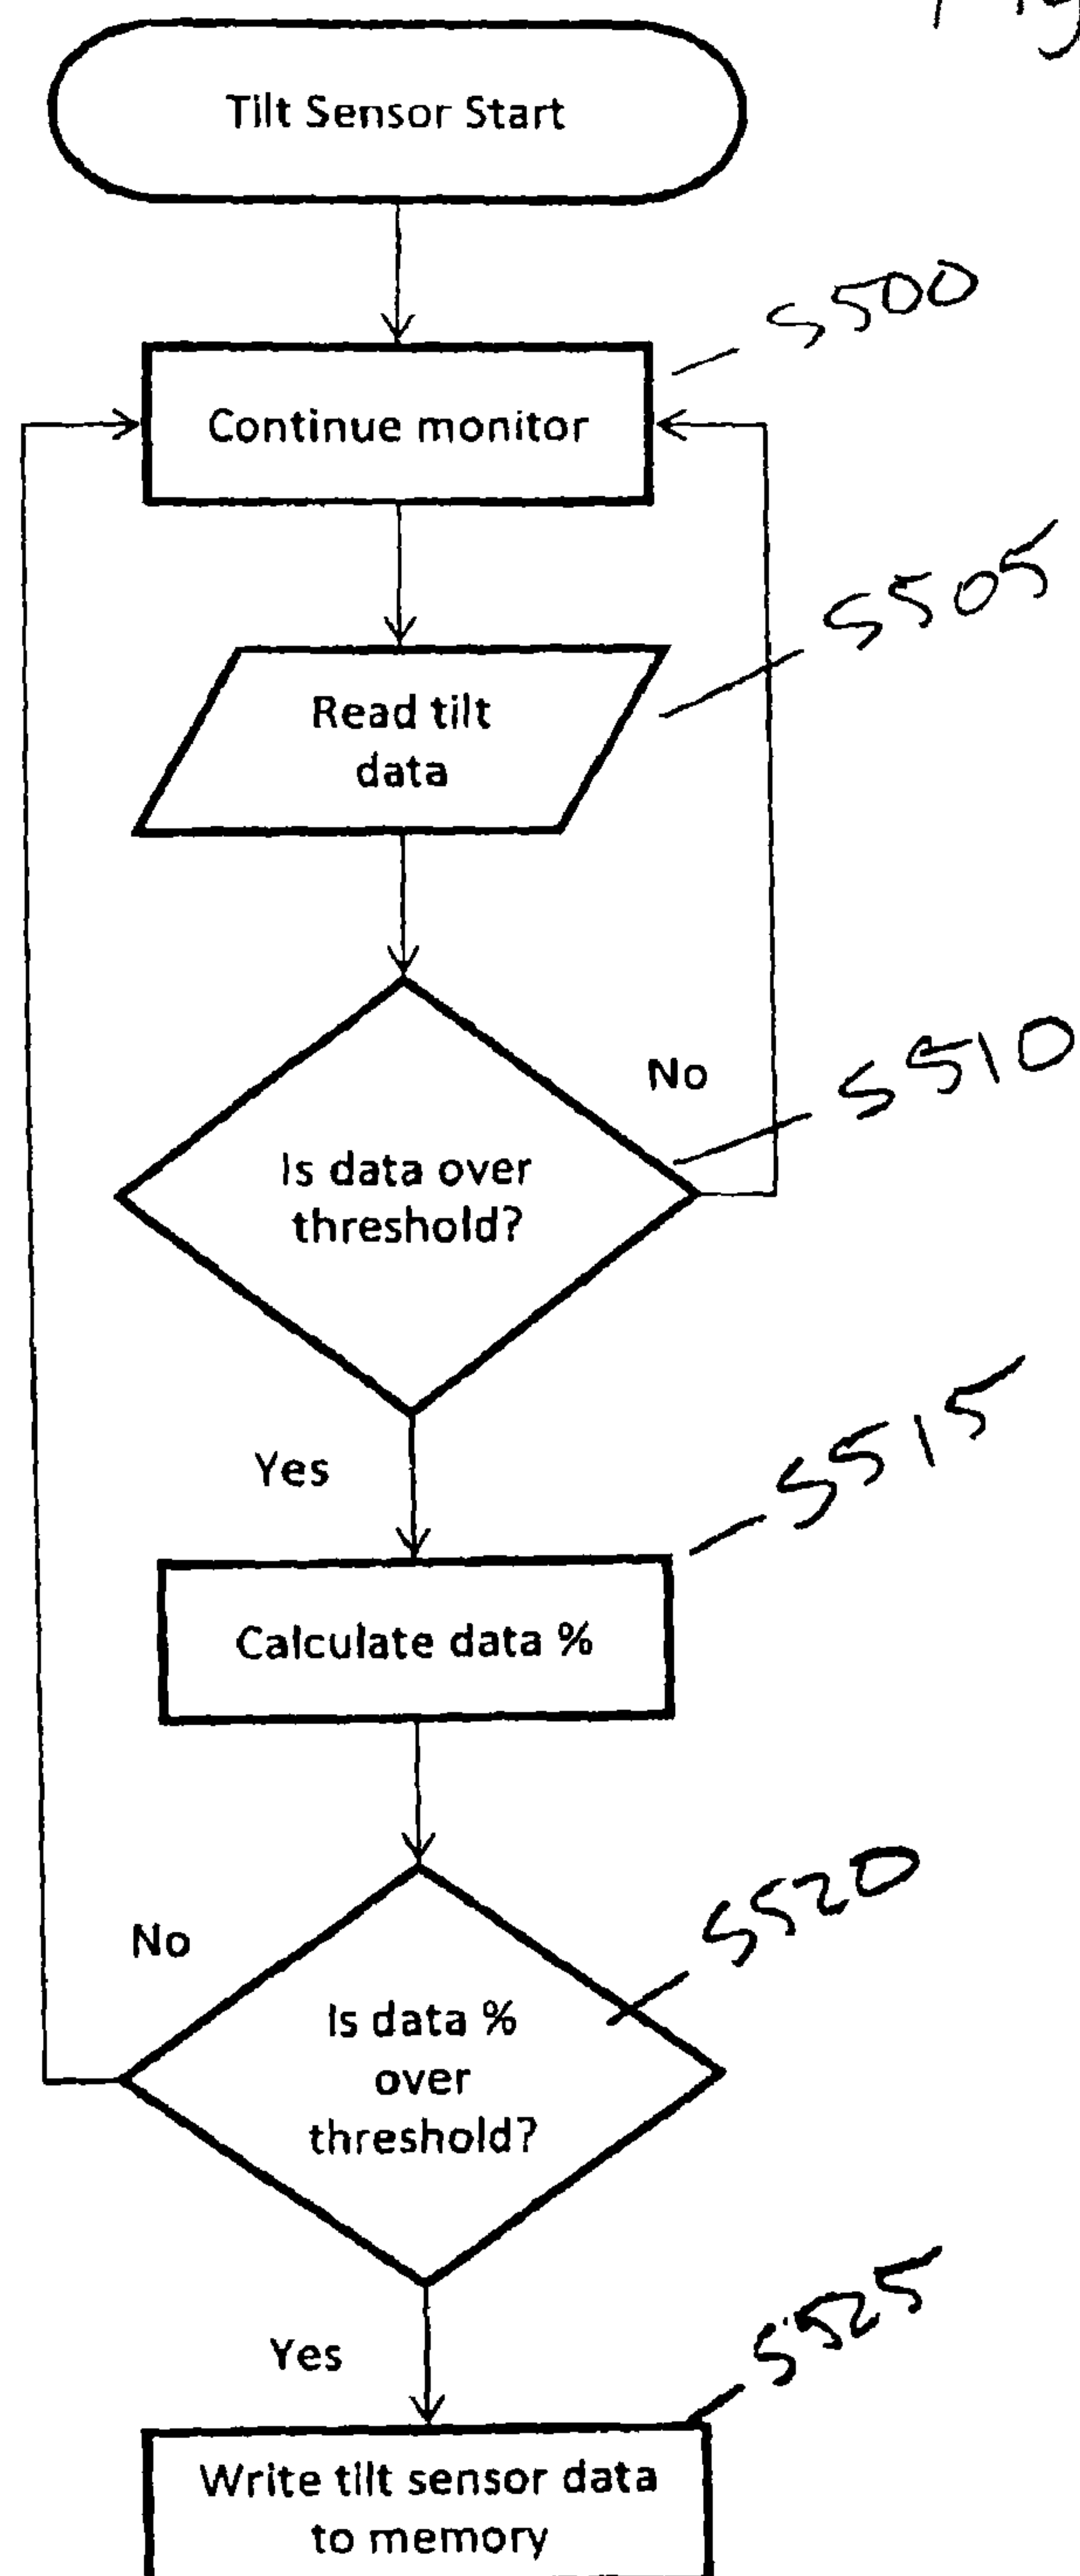 Fig
Tilt Sensor Start
S500
Continue monitor
S505
Read tilt
data
S510
No
Is data over
threshold?
S515
Yes
Calculate data %
S520
No
Is data %
over
threshold?
S525
Yes
Write tilt sensor data
to memory